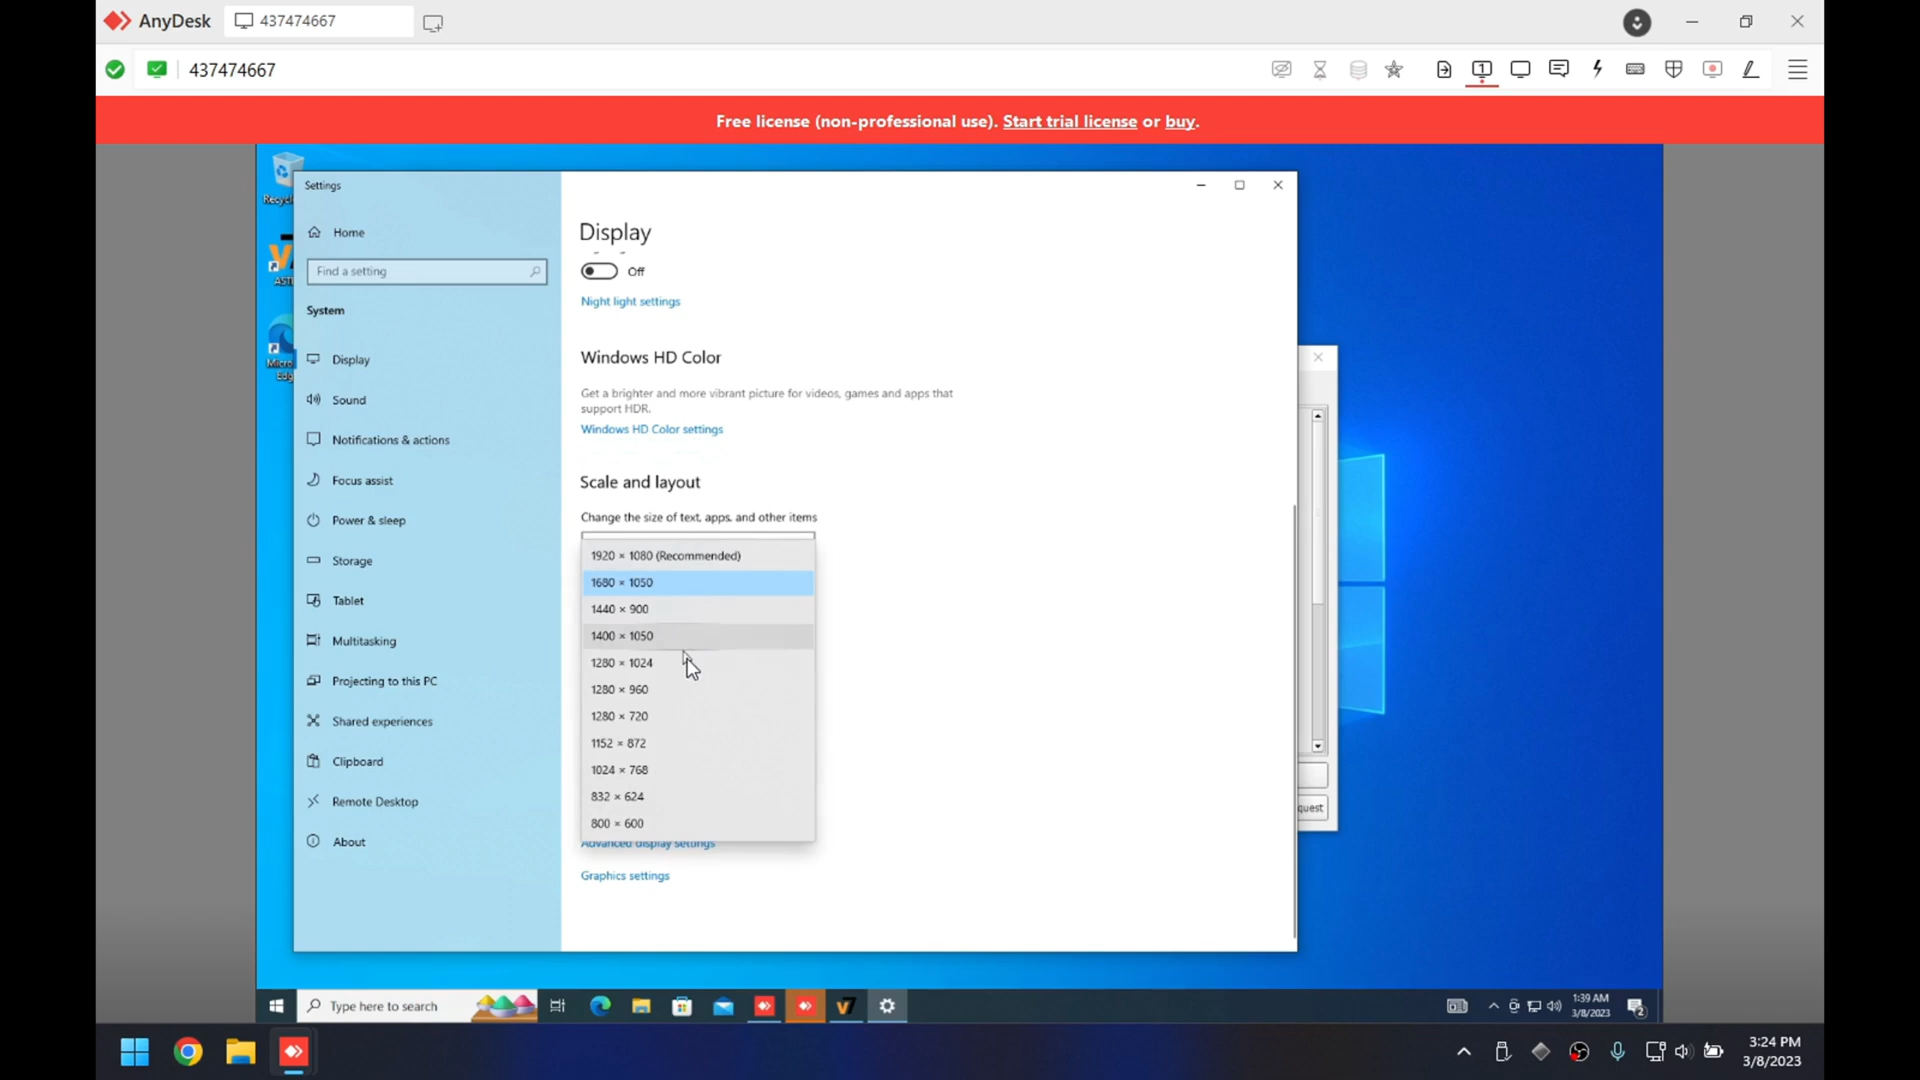 AnyDesk
437474667
437474667
1
Free license (non-professional use). Start trial license or buy.
Settings
Home
Find a setting
System
Display
Sound
Notifications & actions
Focus assist
Power & sleep
Storage
Tablet
Multitasking
Projecting to this PC
Shared experiences
Clipboard
Remote Desktop
About
Display
Off
Night light settings
Windows HD Color
Get a brighter and more vibrant picture for videos, games and apps that
support HDR.
Windows HD Color settings
Scale and layout
Change the size of text, apps, and other items
1920 × 1080 (Recommended)
1680 × 1050
1440 × 900
1400 × 1050
1280 × 1024
1280 × 960
1280 × 720
1152 × 872
1024 × 768
832 × 624
800 × 600
Advanced display settings
Graphics settings
quest
Type here to search
1:39 AM
3/8/2023
2
3:24 PM
3/8/2023